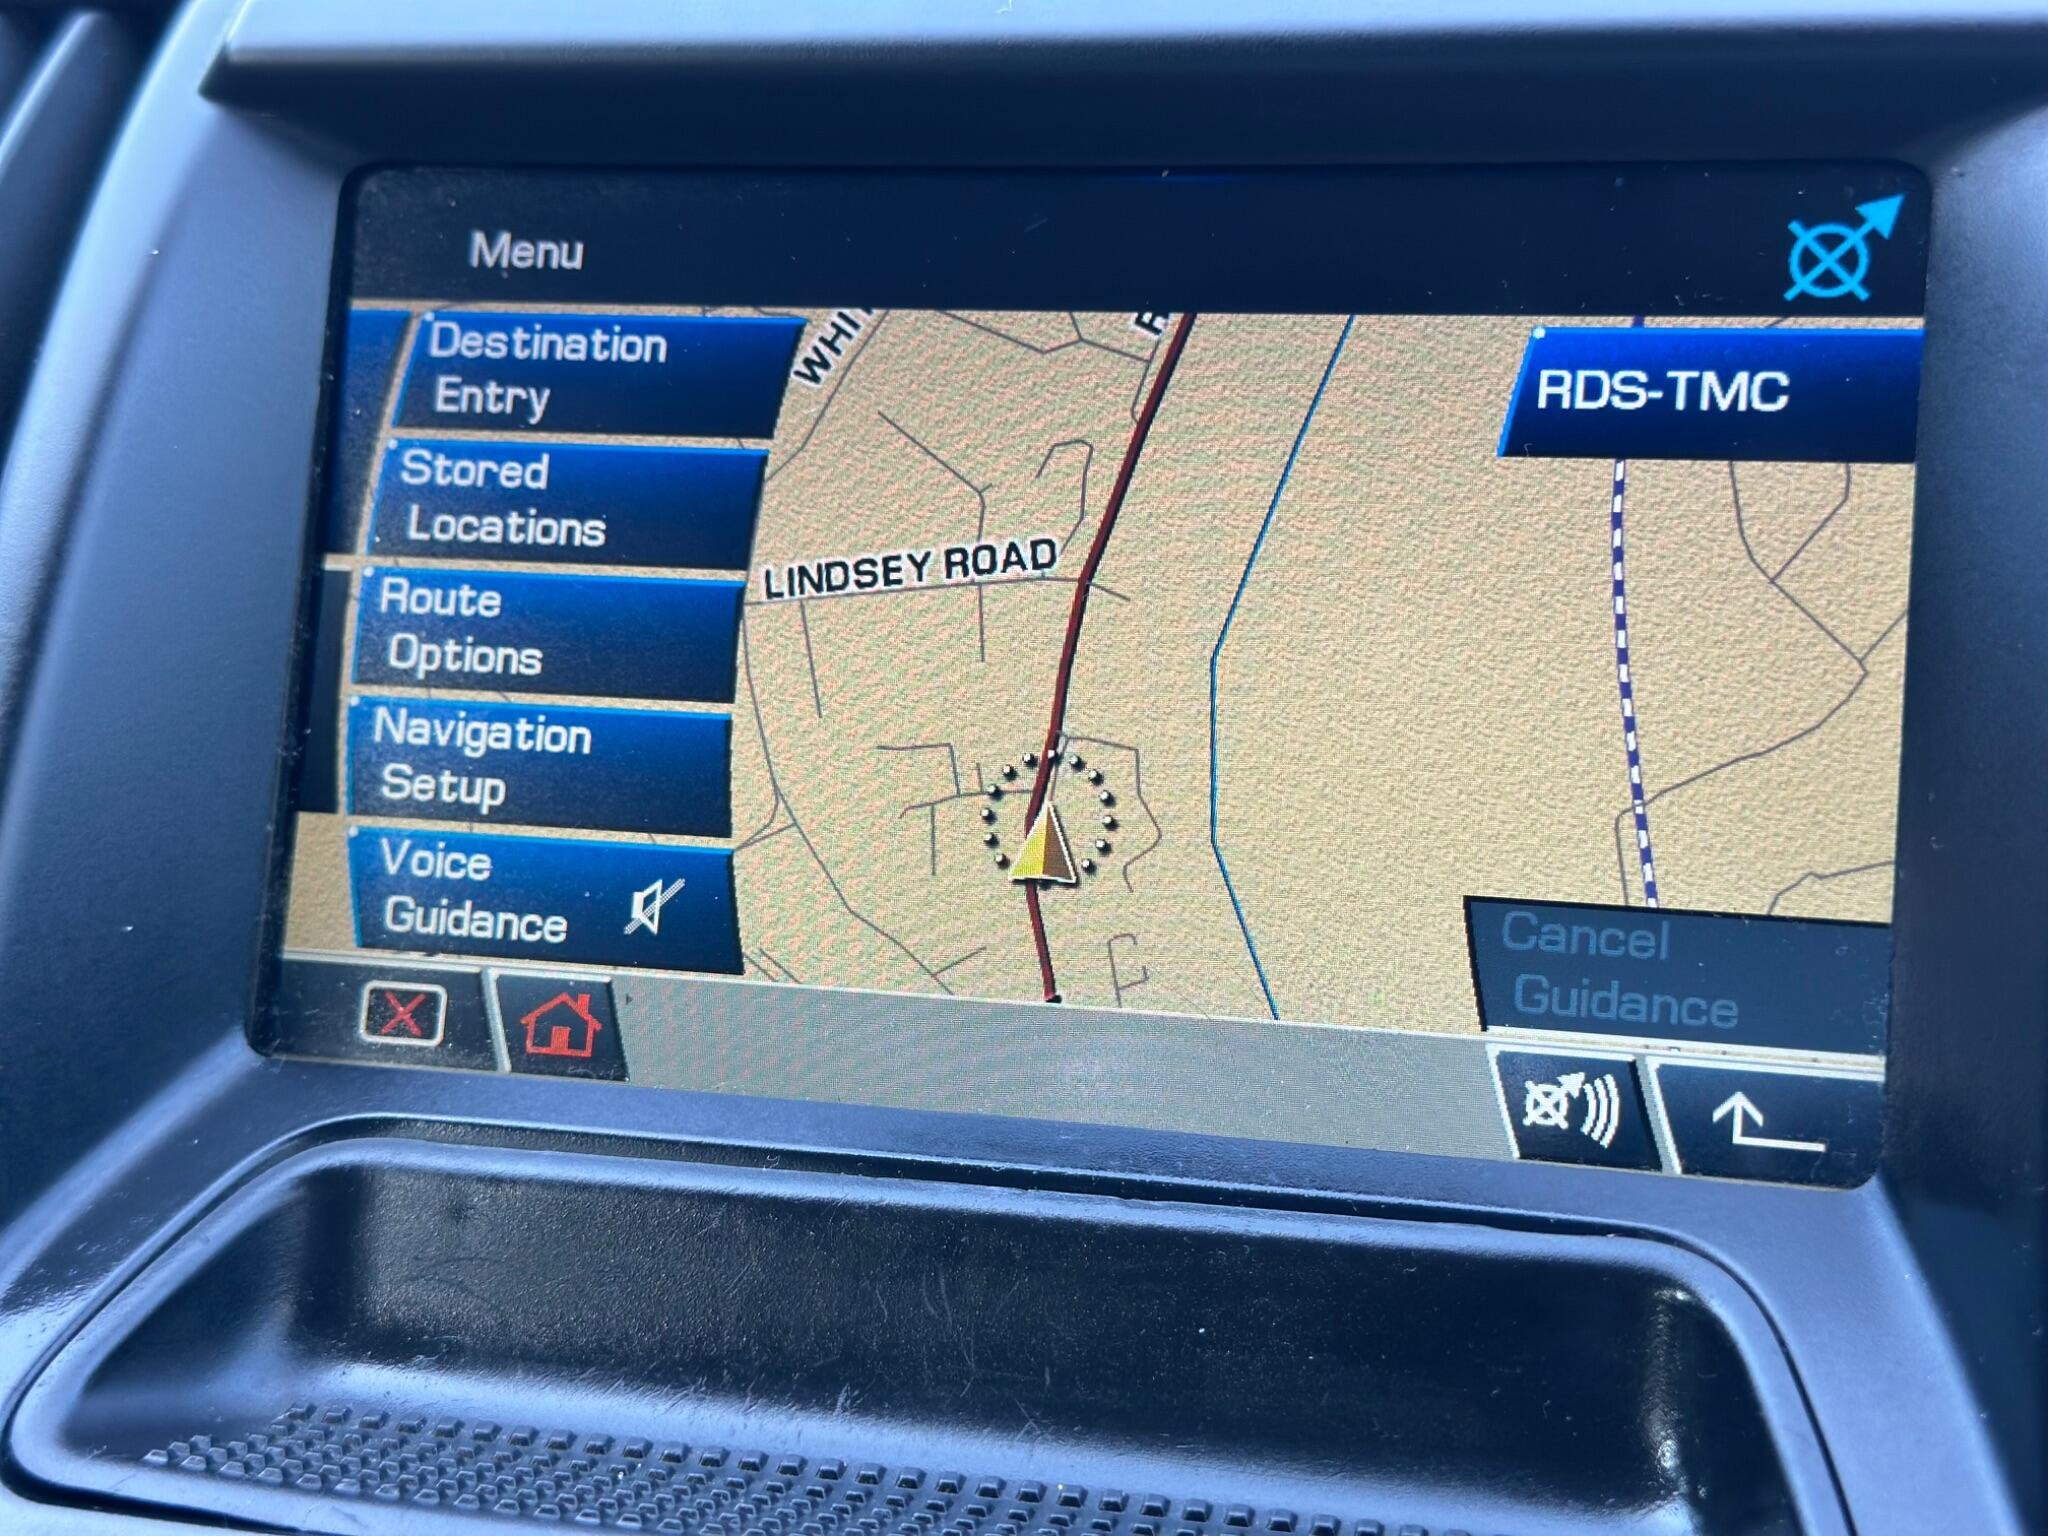 Menu
Destination
Entry
Stored
Locations
Route
Options
Navigation
Setup
Voice
Guidance
LINDSEY ROAD
RDS-TMC
Cancel
Guidance